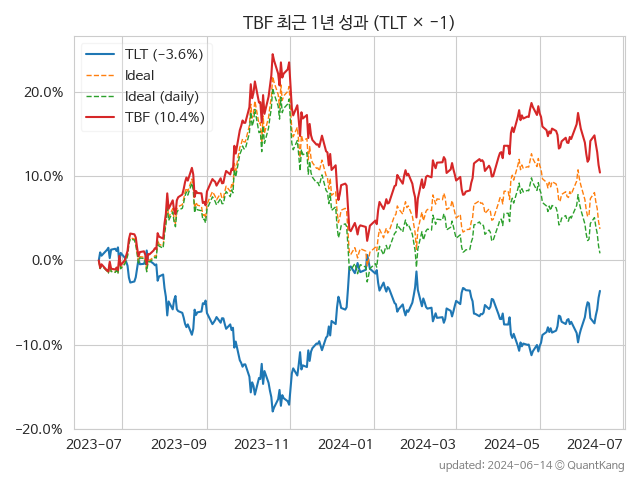 TBF 최근 1년 성과 (TLT × −1)
TLT (−3.6%)
Ideal
Ideal (daily)
TBF (10.4%)
20.0%
10.0%
0.0%
−10.0%
−20.0%
2023-07 2023-09 2023-11 2024-01 2024-03 2024-05 2024-07
updated: 2024-06-14 © QuantKang